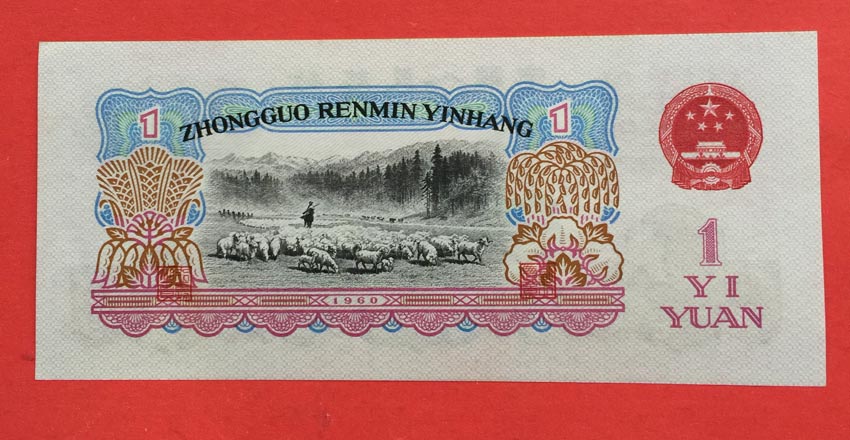 1
ZHONGGUO RENMIN YINHANG
1
1
YI
YUAN
1960